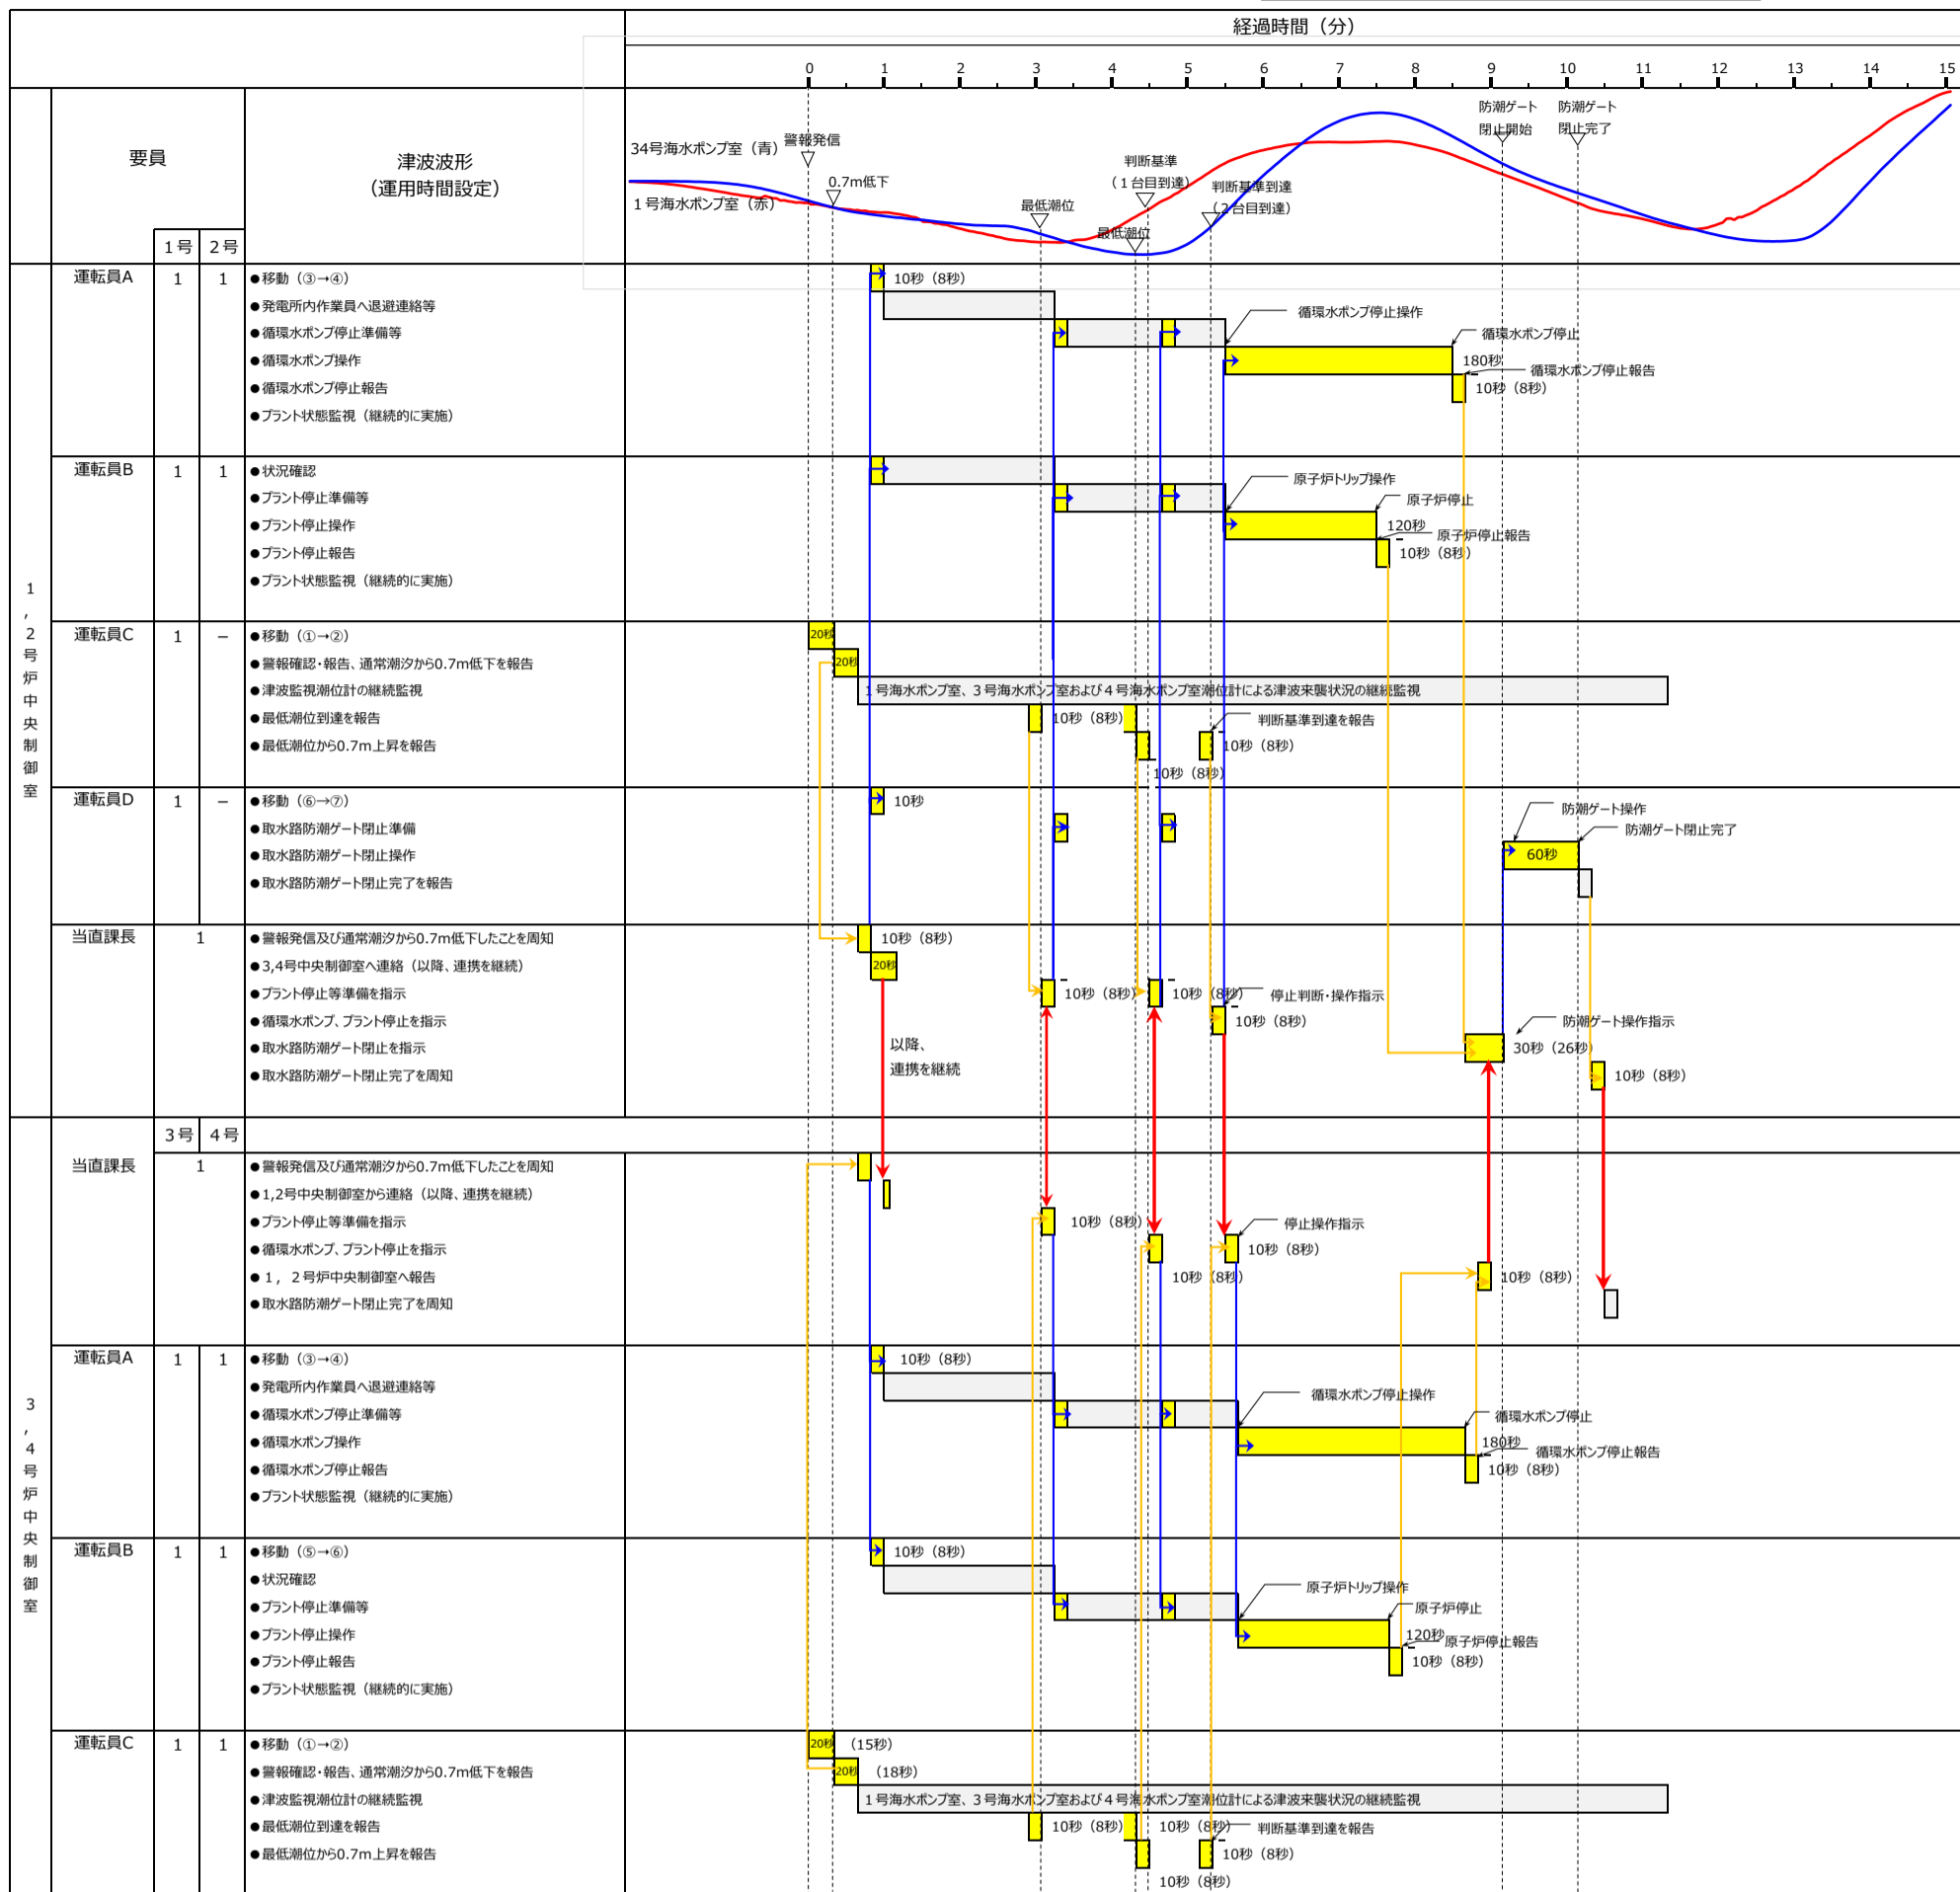 経過時間（分）
0 1 2 3 4 5 6 7 8 9 10 11 12 13 14 15
要員
津波波形
（運用時間設定）
1号 2号
34号海水ポンプ室（青）
1号海水ポンプ室（赤）
警報発信
0.7m低下
最低潮位
最低潮位
判断基準
（1台目到達）
判断基準到達
（2台目到達）
防潮ゲート
閉止開始
防潮ゲート
閉止完了
1,2号炉中央制御室
運転員A 1 1
●移動（③→④）
10秒（8秒）
●発電所内作業員へ退避連絡等
●循環水ポンプ停止準備等
循環水ポンプ停止操作
●循環水ポンプ操作
循環水ポンプ停止
180秒
循環水ポンプ停止報告
●循環水ポンプ停止報告
10秒（8秒）
●プラント状態監視（継続的に実施）
運転員B 1 1
●状況確認
●プラント停止準備等
原子炉トリップ操作
●プラント停止操作
原子炉停止
120秒
原子炉停止報告
●プラント停止報告
10秒（8秒）
●プラント状態監視（継続的に実施）
運転員C 1 −
●移動（①→②）
20秒
●警報確認・報告、通常潮汐から0.7m低下を報告
20秒
●津波監視潮位計の継続監視
1号海水ポンプ室、3号海水ポンプ室および4号海水ポンプ室潮位計による津波来襲状況の継続監視
●最低潮位到達を報告
10秒（8秒）
判断基準到達を報告
●最低潮位から0.7m上昇を報告
10秒（8秒）
10秒（8秒）
運転員D 1 −
●移動（⑥→⑦）
10秒
●取水路防潮ゲート閉止準備
防潮ゲート操作
防潮ゲート閉止完了
●取水路防潮ゲート閉止操作
60秒
●取水路防潮ゲート閉止完了を報告
当直課長 1
●警報発信及び通常潮汐から0.7m低下したことを周知
10秒（8秒）
●3,4号中央制御室へ連絡（以降、連携を継続）
20秒
●プラント停止等準備を指示
10秒（8秒）
10秒（8秒）
停止判断・操作指示
●循環水ポンプ、プラント停止を指示
10秒（8秒）
防潮ゲート操作指示
●取水路防潮ゲート閉止を指示
30秒（26秒）
以降、
連携を継続
●取水路防潮ゲート閉止完了を周知
10秒（8秒）
3,4号炉中央制御室
3号 4号
当直課長 1
●警報発信及び通常潮汐から0.7m低下したことを周知
●1,2号中央制御室から連絡（以降、連携を継続）
●プラント停止等準備を指示
10秒（8秒）
停止操作指示
●循環水ポンプ、プラント停止を指示
10秒（8秒）
●1，2号炉中央制御室へ報告
10秒（8秒）
10秒（8秒）
●取水路防潮ゲート閉止完了を周知
運転員A 1 1
●移動（③→④）
10秒（8秒）
●発電所内作業員へ退避連絡等
●循環水ポンプ停止準備等
循環水ポンプ停止操作
●循環水ポンプ操作
循環水ポンプ停止
180秒
循環水ポンプ停止報告
●循環水ポンプ停止報告
10秒（8秒）
●プラント状態監視（継続的に実施）
運転員B 1 1
●移動（⑤→⑥）
10秒（8秒）
●状況確認
●プラント停止準備等
原子炉トリップ操作
●プラント停止操作
原子炉停止
120秒
原子炉停止報告
●プラント停止報告
10秒（8秒）
●プラント状態監視（継続的に実施）
運転員C 1 1
●移動（①→②）
20秒
（15秒）
●警報確認・報告、通常潮汐から0.7m低下を報告
20秒
（18秒）
●津波監視潮位計の継続監視
1号海水ポンプ室、3号海水ポンプ室および4号海水ポンプ室潮位計による津波来襲状況の継続監視
●最低潮位到達を報告
10秒（8秒）
10秒（8秒）
判断基準到達を報告
●最低潮位から0.7m上昇を報告
10秒（8秒）
10秒（8秒）